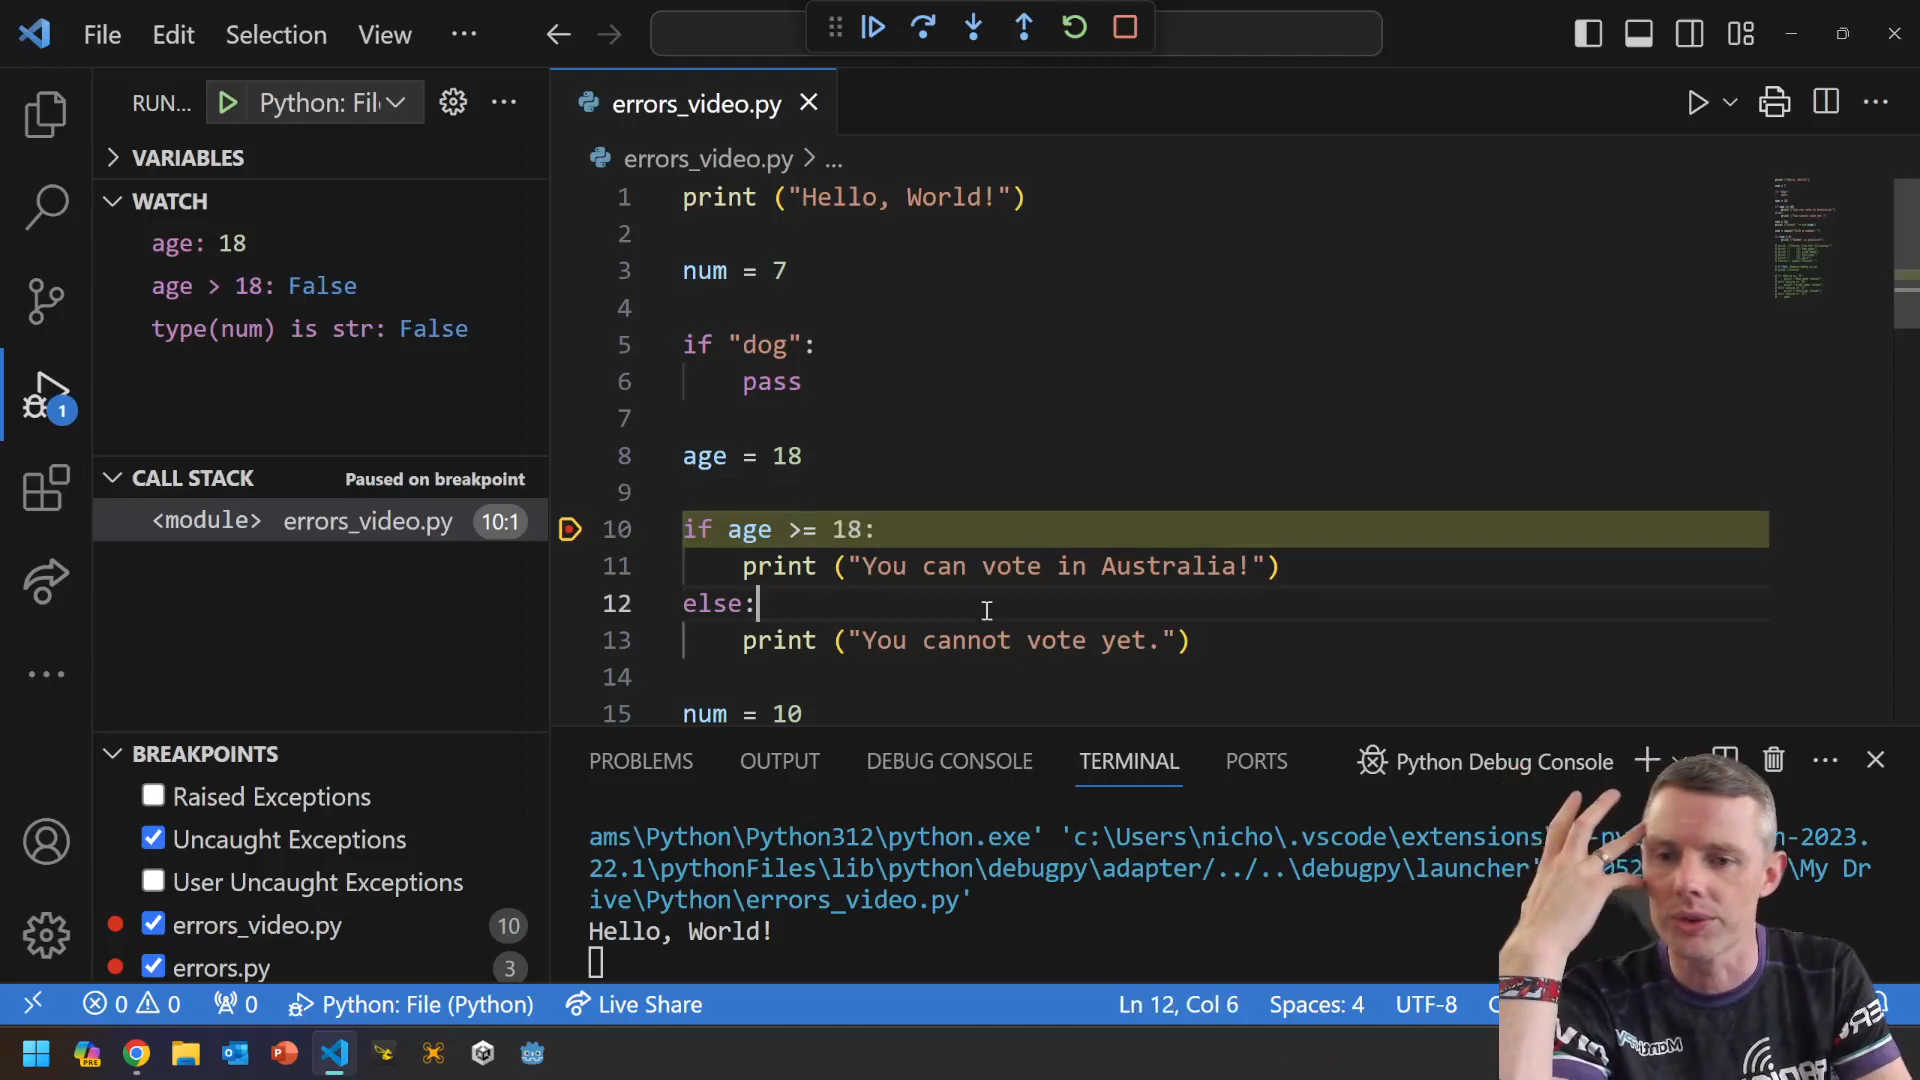 File Edit Selection View ...
RUN... Python: Fil
VARIABLES
WATCH
age: 18
age > 18: False
type(num) is str: False
CALL STACK Paused on breakpoint
<module> errors_video.py 10:1
BREAKPOINTS
Raised Exceptions
Uncaught Exceptions
User Uncaught Exceptions
errors_video.py 10
errors.py 3
1
errors_video.py
errors_video.py > ...
1 print ("Hello, World!")
2
3 num = 7
4
5 if "dog":
6 pass
7
8 age = 18
9
10 if age >= 18:
11 print ("You can vote in Australia!")
12 else:
13 print ("You cannot vote yet.")
14
15 num = 10
PROBLEMS OUTPUT DEBUG CONSOLE TERMINAL PORTS Python Debug Console
ams\Python\Python312\python.exe' 'c:\Users\nicho\.vscode\extensions
22.1\pythonFiles\lib\python\debugpy\adapter/../..\debugpy\launcher' \My Dr
ive\Python\errors_video.py'
Hello, World!
0 0 0 Python: File (Python) Live Share Ln 12, Col 6 Spaces: 4 UTF-8
PRE